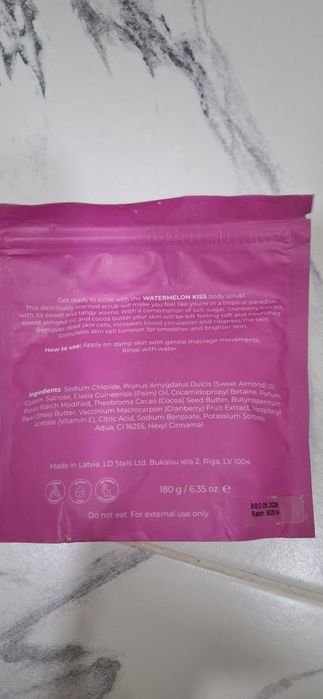 Get ready to sizzle with the WATERMELON KISS body scrub!
This deliciously scented scrub will make you feel like you're in a tropical paradise
with its sweet and tangy aroma. With a combination of salt, sugar, cranberry extract,
sweet almond oil and cocoa butter your skin will be left feeling soft and nourished.
Removes dead skin cells, increases blood circulation and cleanses the skin.
Stimulates skin cell turnover for smoother and brighter skin.
How to use: Apply on damp skin with gentle massage movements.
Rinse with water.
Ingredients: Sodium Chloride, Prunus Amygdalus Dulcis (Sweet Almond) Oil,
Sucrose, Elaeis Guineensis (Palm) Oil, Cocamidopropyl Betaine, Parfum,
Starch Modified, Theobroma Cacao (Cocoa) Seed Butter, Butyrospermum
Parkii (Shea) Butter, Vaccinium Macrocarpon (Cranberry) Fruit Extract, Tocopheryl
Acetate (Vitamin E), Citric Acid, Sodium Benzoate, Potassium Sorbate,
Aqua, CI 16255, Hexyl Cinnamal
Made in Latvia. LD Stels Ltd. Bukaisu iela 2, Riga, LV 1004
180 g / 6.35 oz e
BBD:05.2026
Batch: B2514
Do not eat. For external use only.